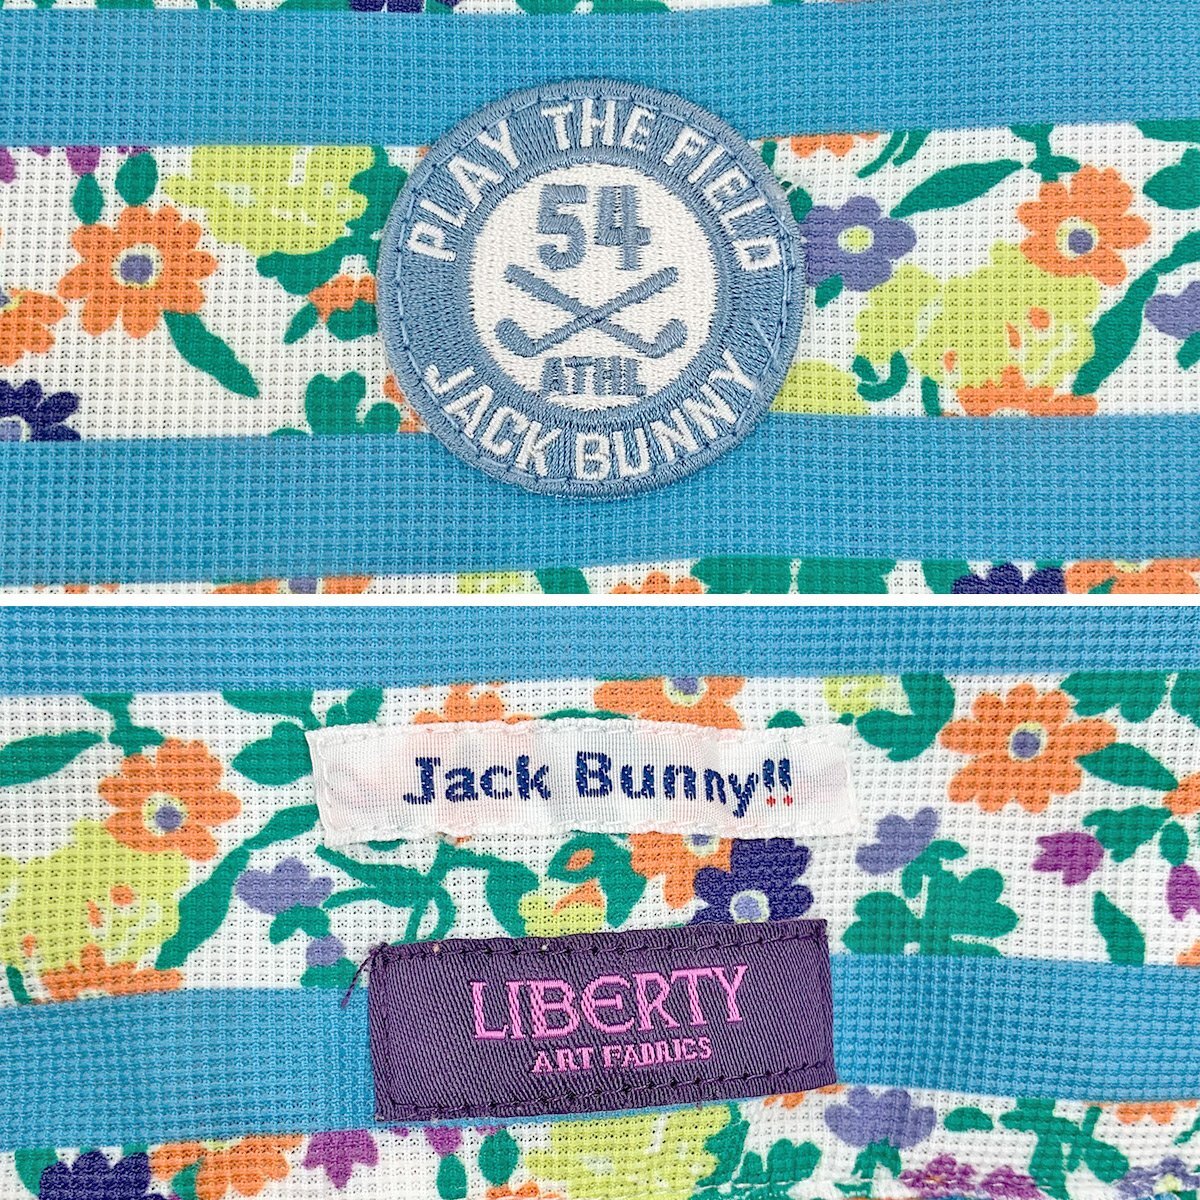 PLAY THE FIELD
54
ATHL
JACK BUNNY
Jack Bunny!!
LIBERTY
ART FABRICS